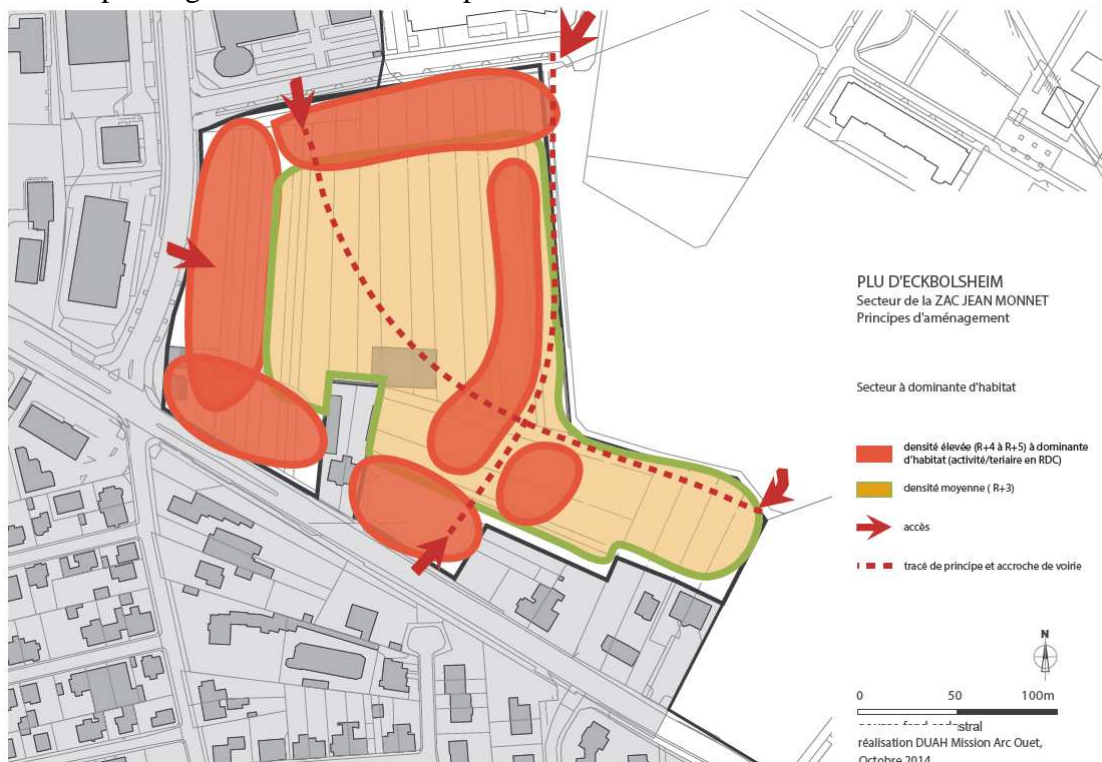 PLU D'ECKBOLSHEIM
Secteur de la ZAC JEAN MONNET
Principes d'aménagement
Secteur à dominante d'habitat
densité élevée (R+4 à R+5) à dominante
d'habitat (activité/teriaire en RDC)
densité moyenne ( R+3)
accès
tracé de principe et accroche de voirie
N
0 50 100m
réalisation DUAH Mission Arc Ouet,
Octobre 2014